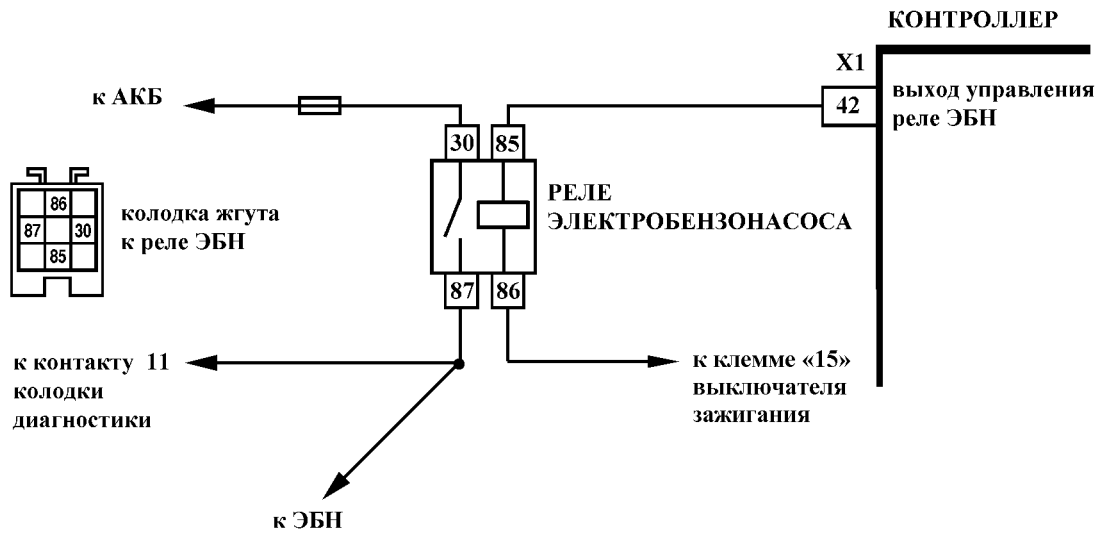 КОНТРОЛЛЕР
X1
к АКБ
42
выход управления
реле ЭБН
30
85
РЕЛЕ
ЭЛЕКТРОБЕНЗОНАСОСА
86
87
30
85
колодка жгута
к реле ЭБН
87
86
к контакту 11
колодки
диагностики
к клемме «15»
выключателя
зажигания
к ЭБН